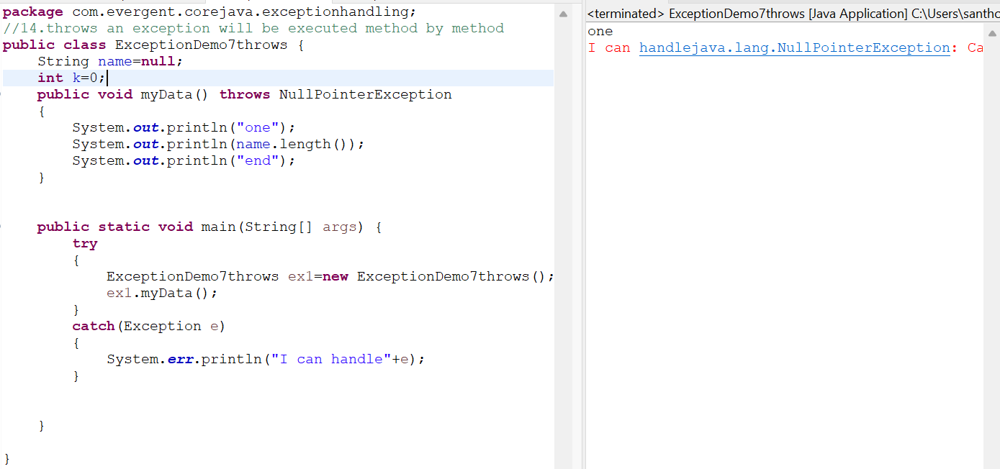 package com.evergent.corejava.exceptionhandling;
//14.throws an exception will be executed method by method
public class ExceptionDemo7throws {
String name=null;
int k=0;
public void myData() throws NullPointerException
{
System.out.println("one");
System.out.println(name.length());
System.out.println("end");
}
public static void main(String[] args) {
try
{
ExceptionDemo7throws ex1=new ExceptionDemo7throws();
ex1.myData();
}
catch(Exception e)
{
System.err.println("I can handle"+e);
}
}
}
<terminated> ExceptionDemo7throws [Java Application] C:\Users\santho
one
I can handlejava.lang.NullPointerException: Ca